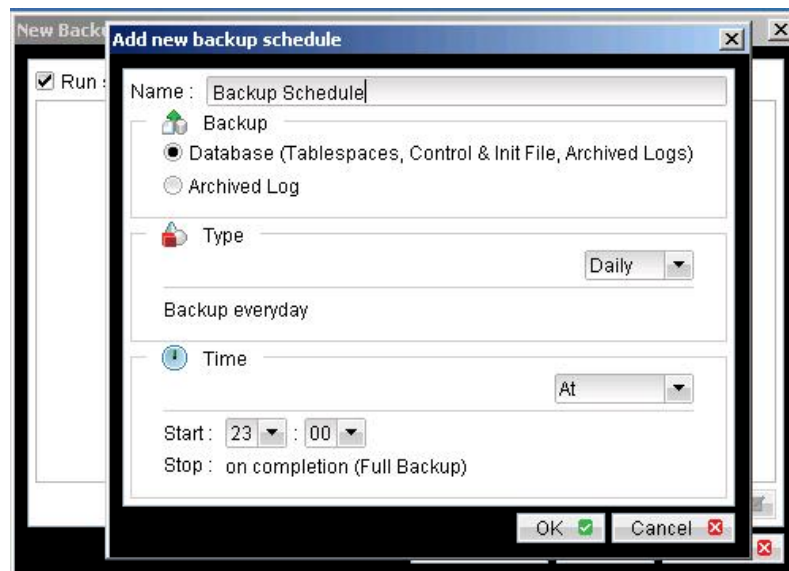 New Back
Add new backup schedule
Run
Name : Backup Schedule
Backup
Database (Tablespaces, Control & Init File, Archived Logs)
Archived Log
Type
Daily
Backup everyday
Time
At
Start : 23 : 00
Stop : on completion (Full Backup)
OK Cancel